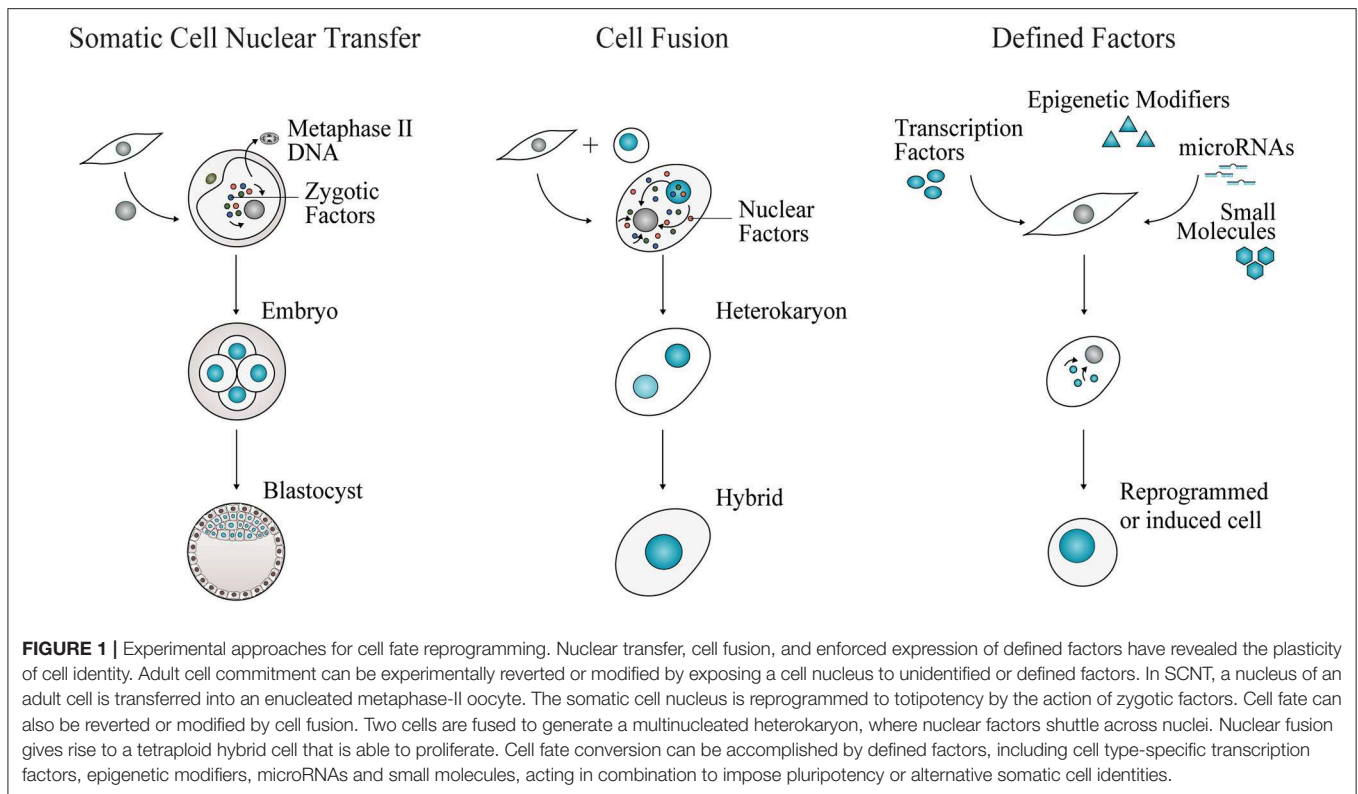 Somatic Cell Nuclear Transfer
Metaphase II
DNA
Zygotic
Factors
Embryo
Blastocyst
Cell Fusion
+
Nuclear
Factors
Heterokaryon
Hybrid
Defined Factors
Epigenetic Modifiers
Transcription
Factors
microRNAs
Small
Molecules
Reprogrammed
or induced cell
FIGURE 1 | Experimental approaches for cell fate reprogramming. Nuclear transfer, cell fusion, and enforced expression of defined factors have revealed the plasticity
of cell identity. Adult cell commitment can be experimentally reverted or modified by exposing a cell nucleus to unidentified or defined factors. In SCNT, a nucleus of an
adult cell is transferred into an enucleated metaphase-II oocyte. The somatic cell nucleus is reprogrammed to totipotency by the action of zygotic factors. Cell fate can
also be reverted or modified by cell fusion. Two cells are fused to generate a multinucleated heterokaryon, where nuclear factors shuttle across nuclei. Nuclear fusion
gives rise to a tetraploid hybrid cell that is able to proliferate. Cell fate conversion can be accomplished by defined factors, including cell type-specific transcription
factors, epigenetic modifiers, microRNAs and small molecules, acting in combination to impose pluripotency or alternative somatic cell identities.